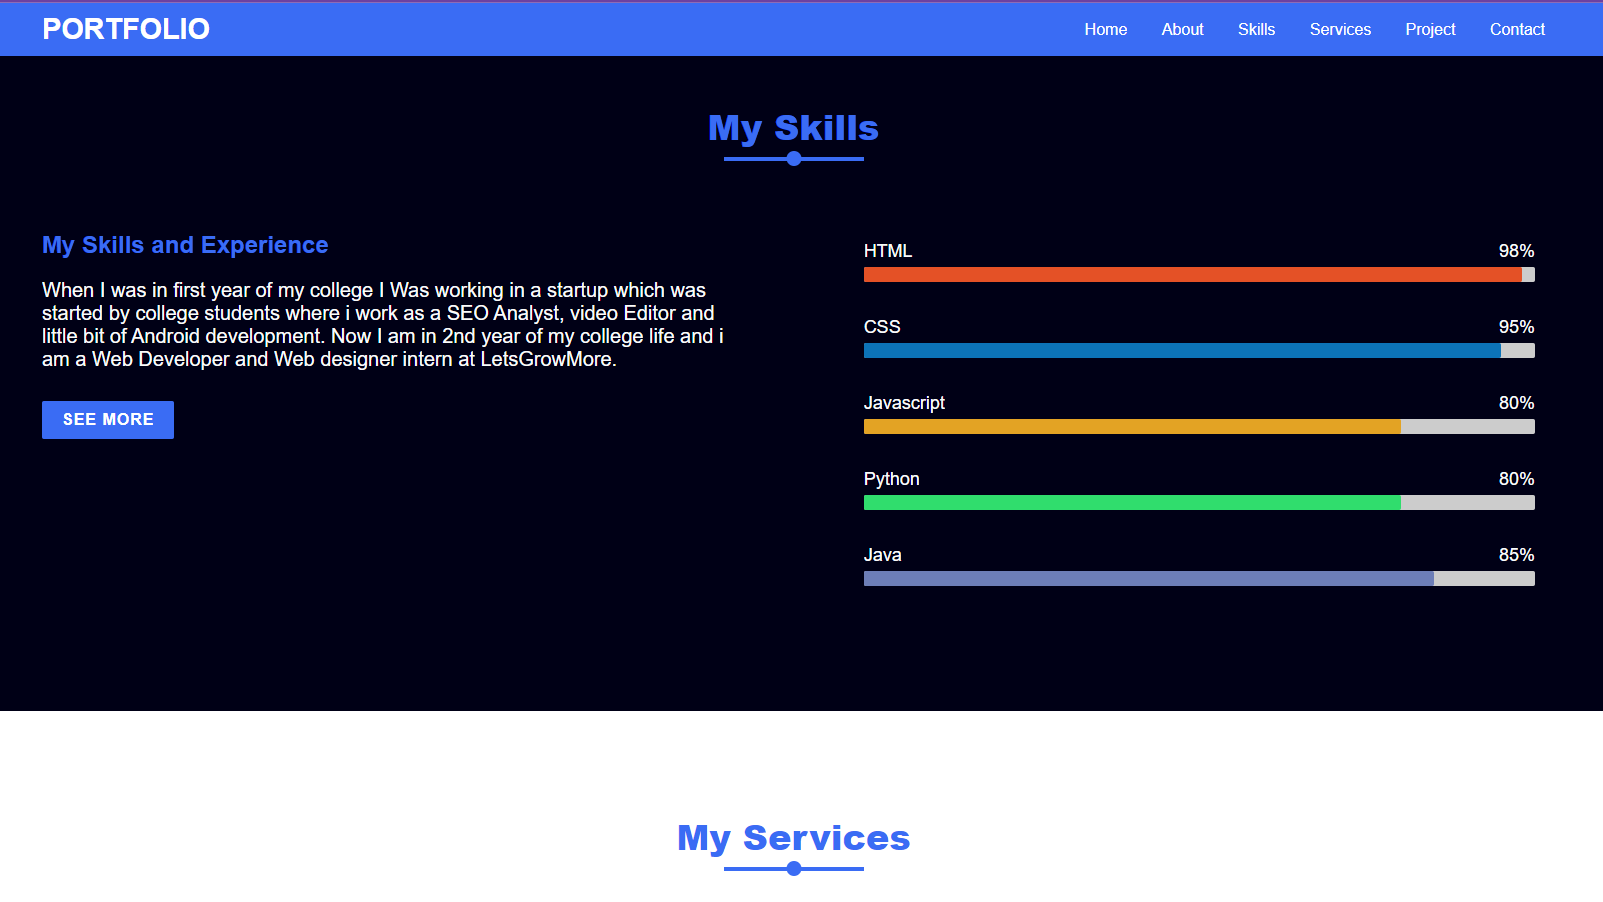 PORTFOLIO
Home About Skills Services Project Contact
My Skills
My Skills and Experience
When I was in first year of my college I Was working in a startup which was
started by college students where i work as a SEO Analyst, video Editor and
little bit of Android development. Now I am in 2nd year of my college life and i
am a Web Developer and Web designer intern at LetsGrowMore.
SEE MORE
HTML 98%
CSS 95%
Javascript 80%
Python 80%
Java 85%
My Services